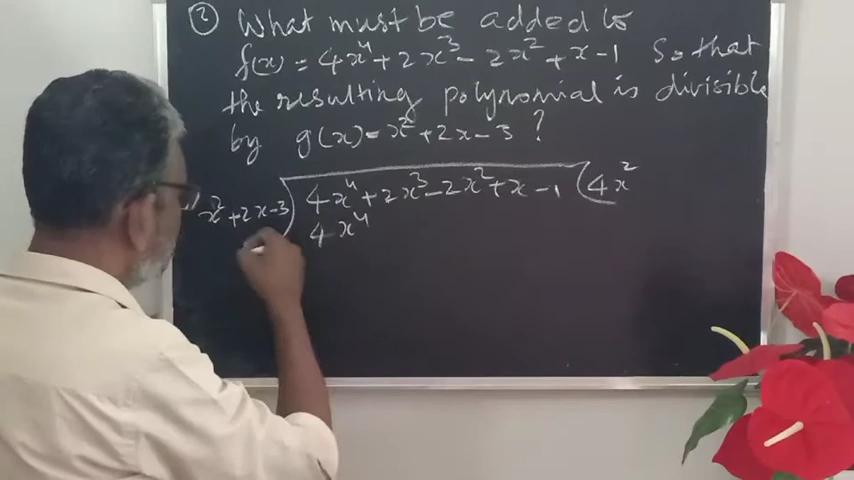 ② What must be added to
f(x) = 4x⁴ + 2x³ - 2x² + x - 1 So that
the resulting polynomial is divisible
by g(x) = x² + 2x - 3 ?
x² + 2x - 3 ) 4x⁴ + 2x³ - 2x² + x - 1 ( 4x²
4x⁴